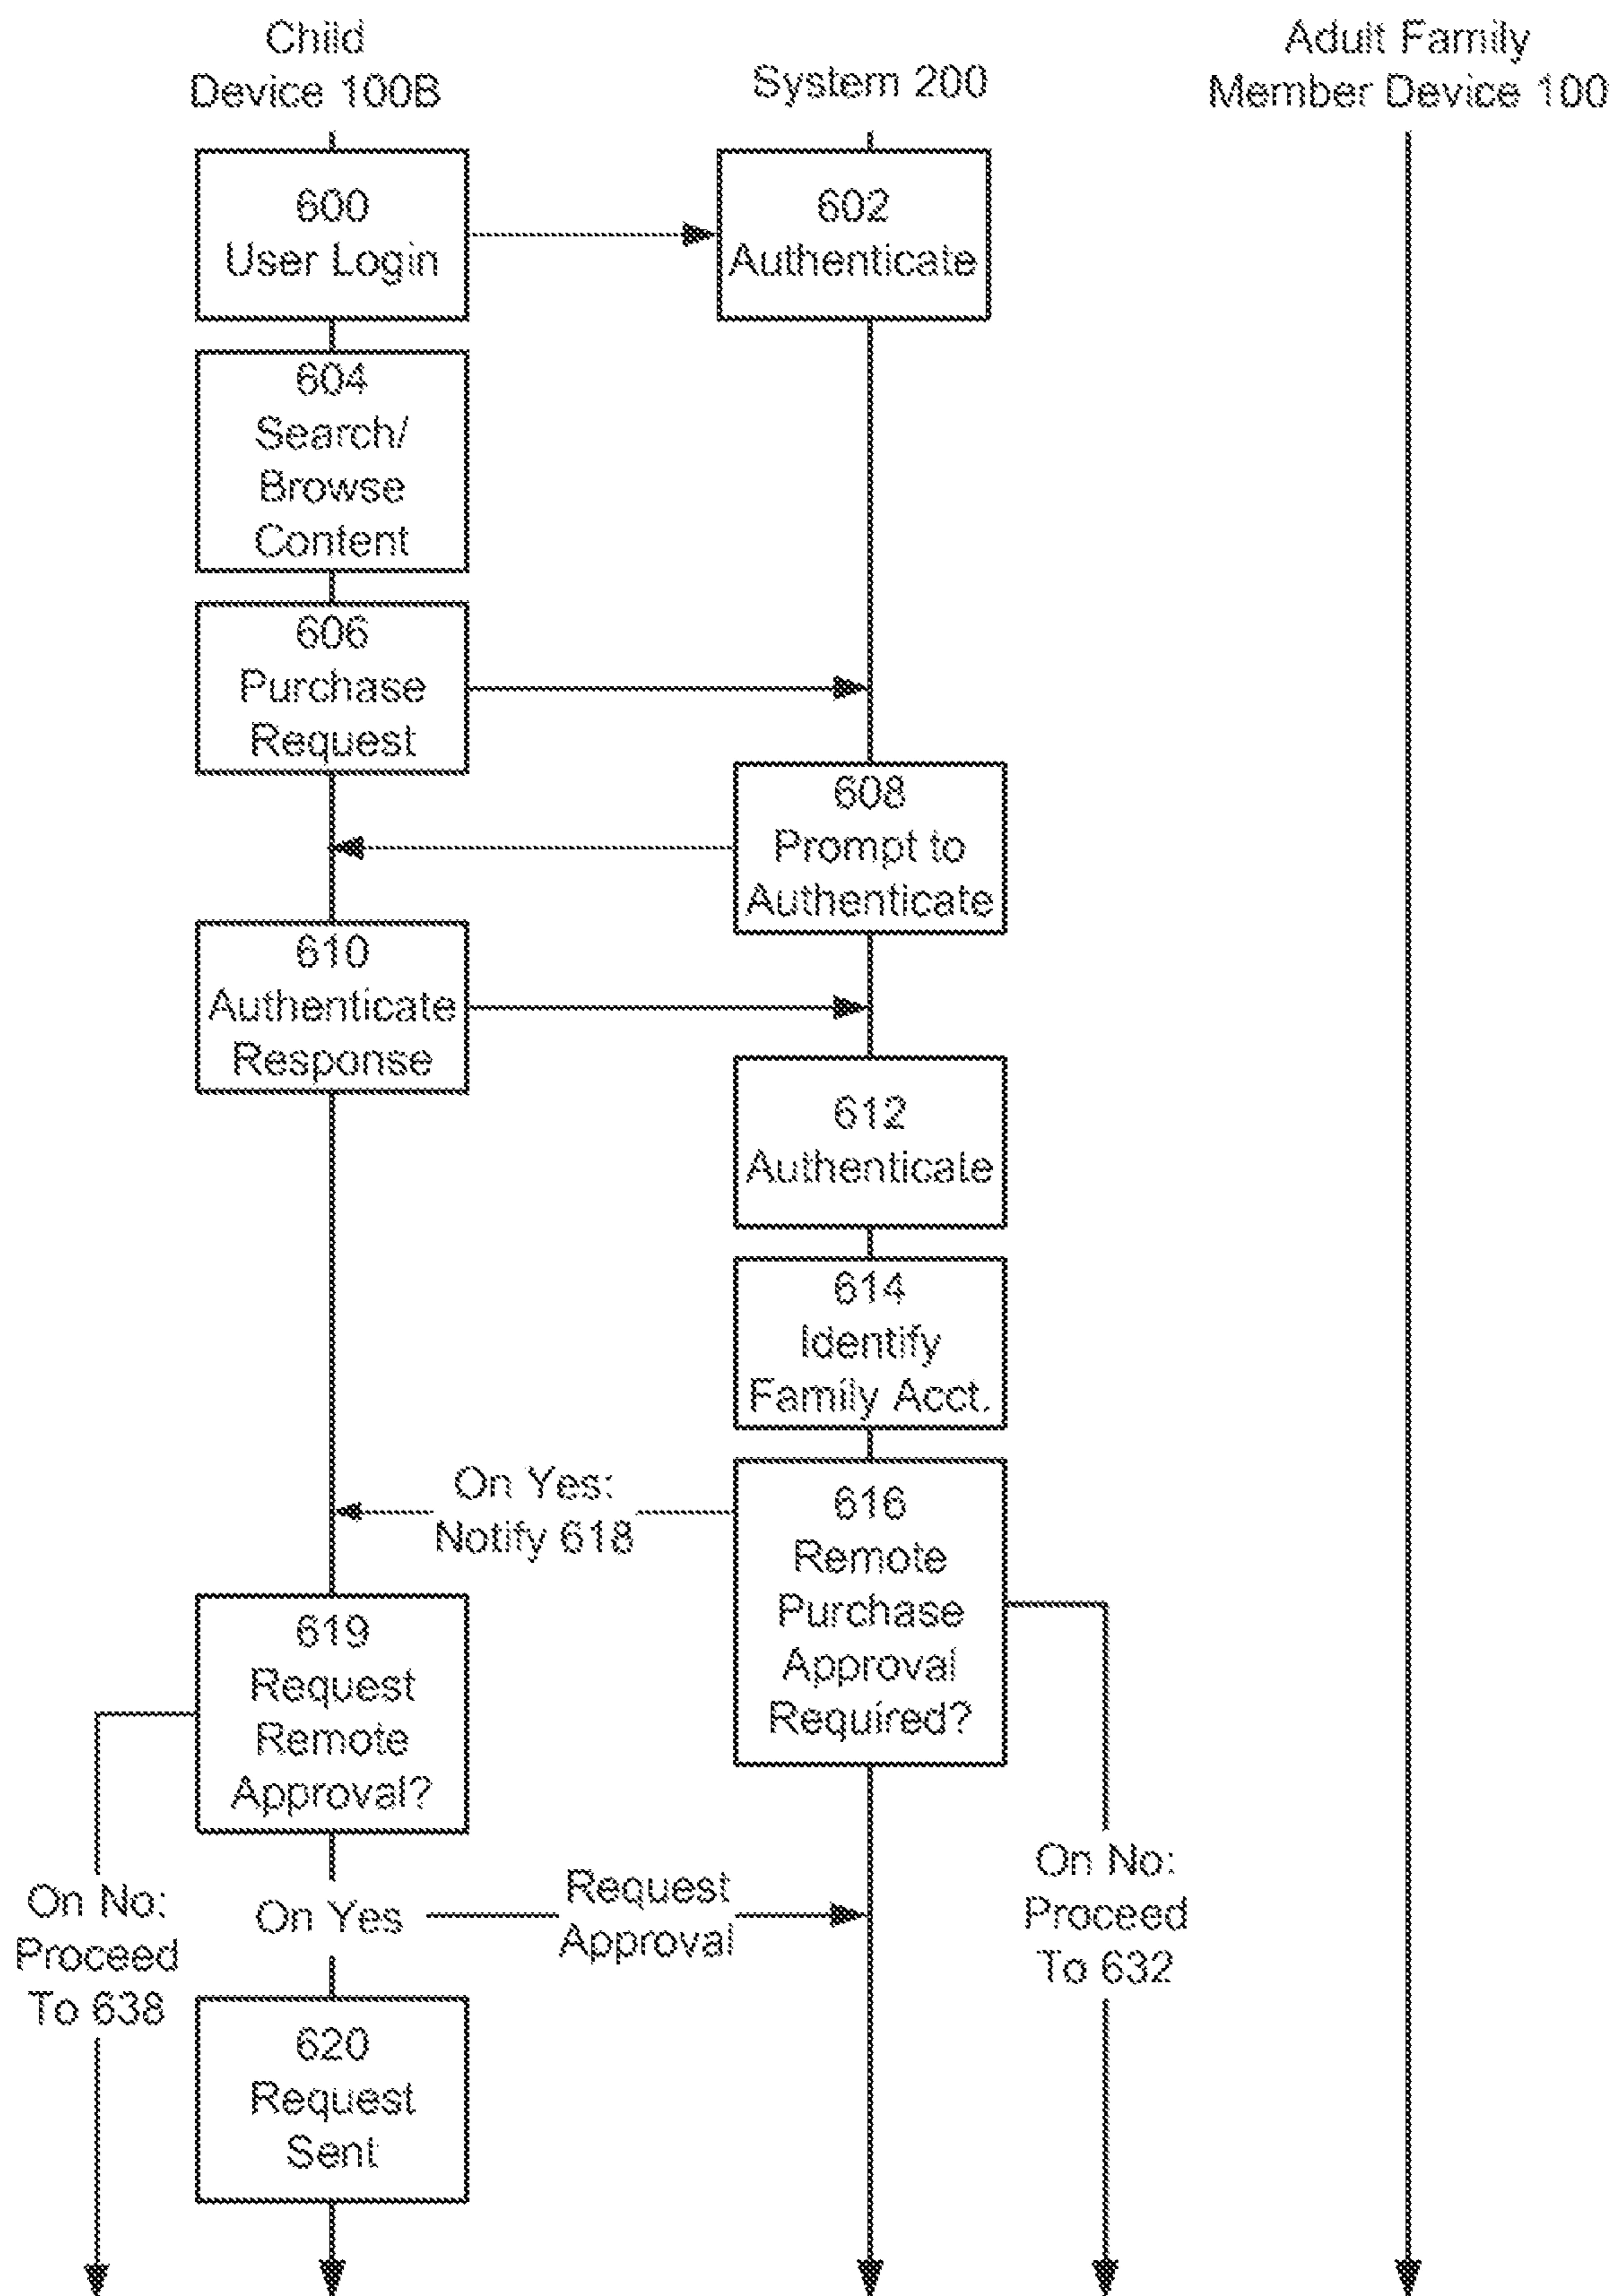 Child
Device 100B
System 200
Adult Family
Member Device 100
600
User Login
602
Authenticate
604
Search/
Browse
Content
606
Purchase
Request
608
Prompt to
Authenticate
610
Authenticate
Response
612
Authenticate
614
Identify
Family Acct.
On Yes:
Notify 618
616
Remote
Purchase
Approval
Required?
619
Request
Remote
Approval?
On No:
Proceed
To 638
On Yes
Request
Approval
On No:
Proceed
To 632
620
Request
Sent